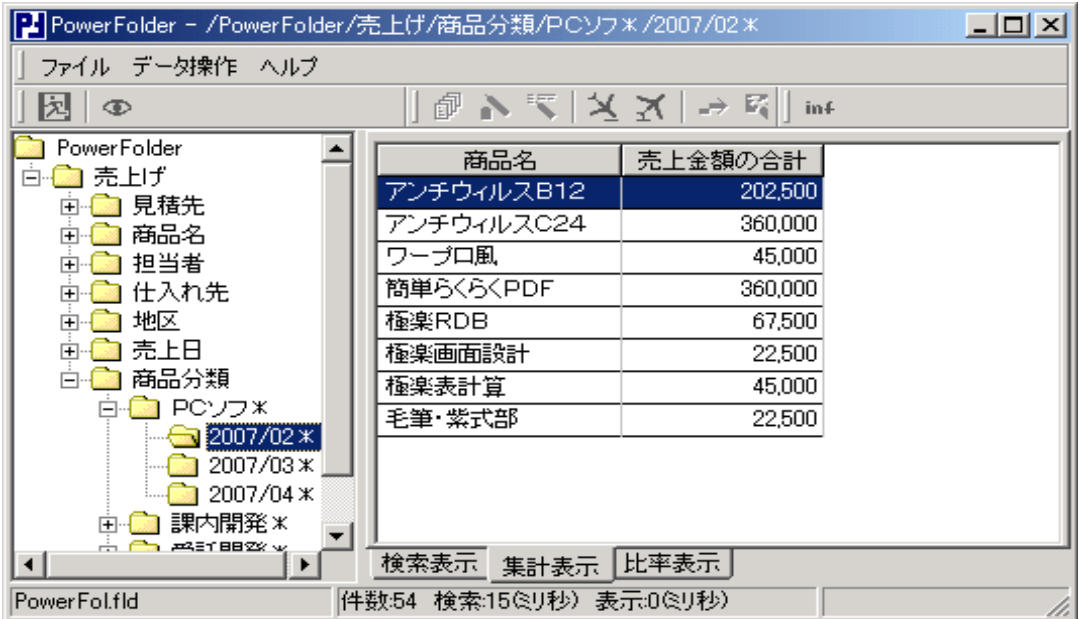 PowerFolder - /PowerFolder/売上げ/商品分類/PCソフ*/2007/02*
ファイル データ操作 ヘルプ
inf
PowerFolder
売上げ
見積先
商品名
担当者
仕入れ先
地区
売上日
商品分類
PCソフ*
2007/02*
2007/03*
2007/04*
課内開発*
受託開発*
商品名 売上金額の合計
アンチウィルスB12 202,500
アンチウィルスC24 360,000
ワープロ風 45,000
簡単らくらくPDF 360,000
極楽RDB 67,500
極楽画面設計 22,500
極楽表計算 45,000
毛筆・紫式部 22,500
検索表示 集計表示 比率表示
PowerFol.fld 件数:54 検索:15(ミリ秒) 表示:0(ミリ秒)